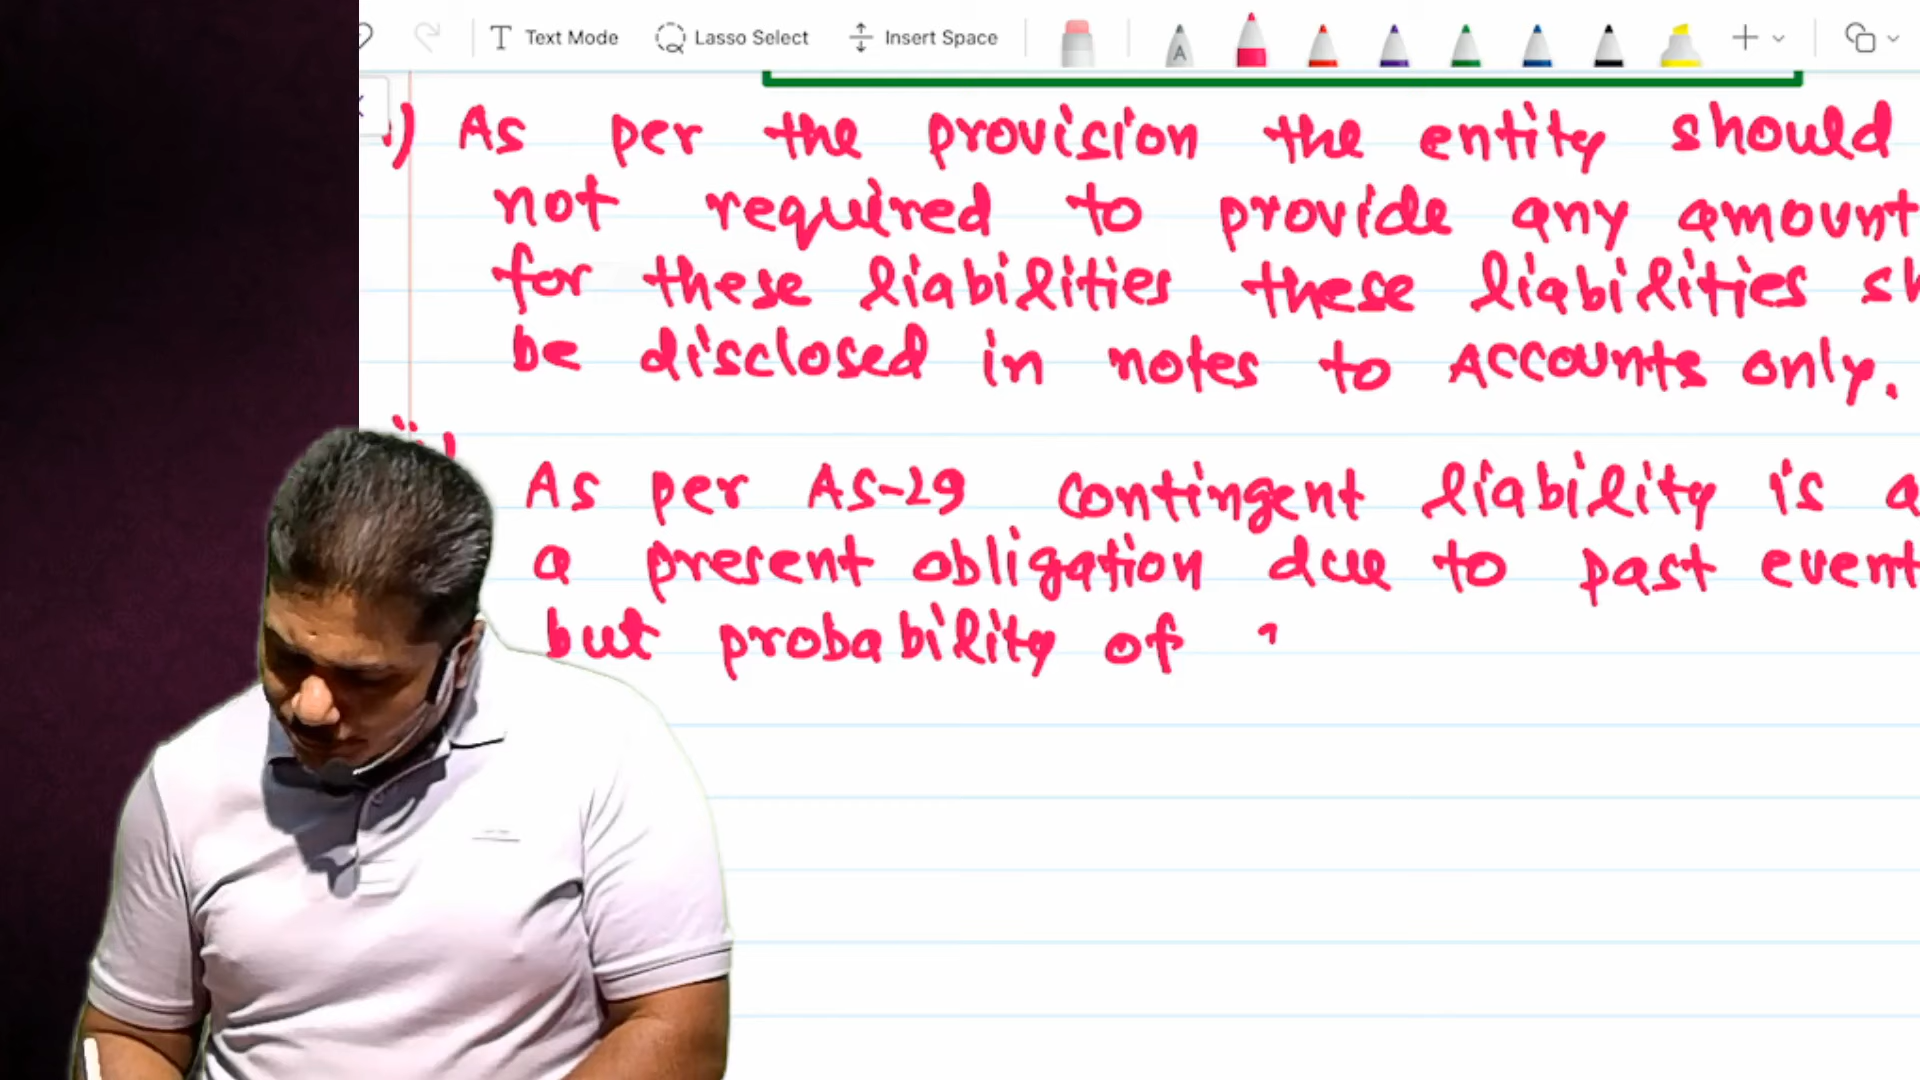 Text Mode Lasso Select Insert Space
A
i) As per the provision the entity should
not required to provide any amount
for these liabilities these liabilities sh
be disclosed in notes to Accounts only.
ii)
As per AS-29 contingent liability is a
a present obligation due to past event
but probability of